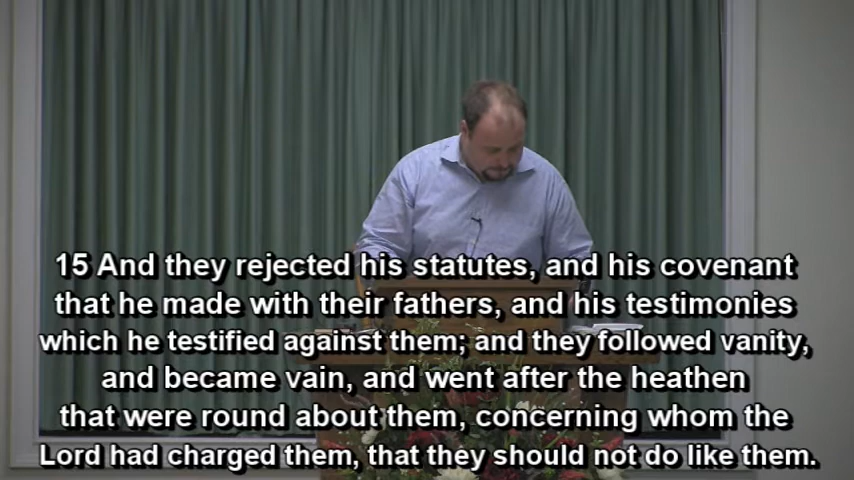 15 And they rejected his statutes, and his covenant
that he made with their fathers, and his testimonies
which he testified against them; and they followed vanity,
and became vain, and went after the heathen
that were round about them, concerning whom the
Lord had charged them, that they should not do like them.